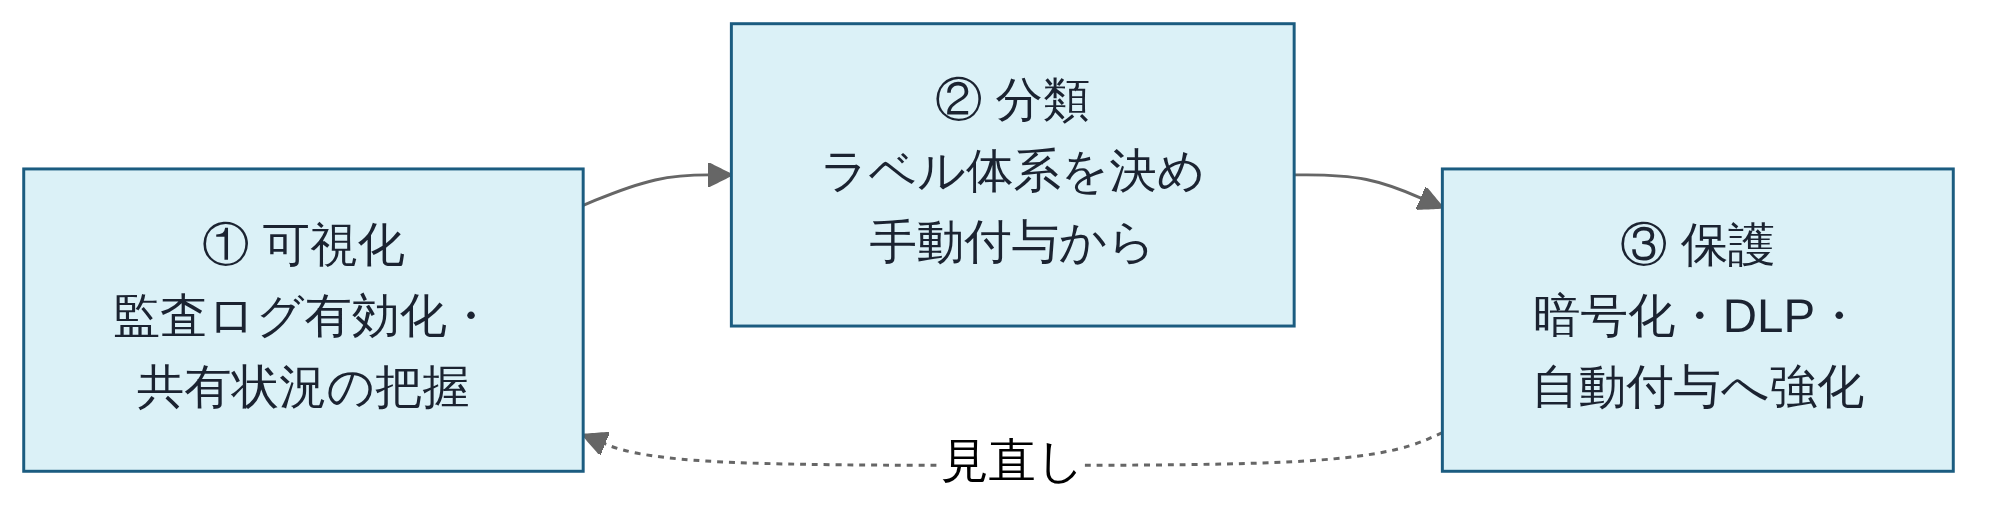 ① 可視化
監査ログ有効化・
共有状況の把握
② 分類
ラベル体系を決め
手動付与から
③ 保護
暗号化・DLP・
自動付与へ強化
見直し